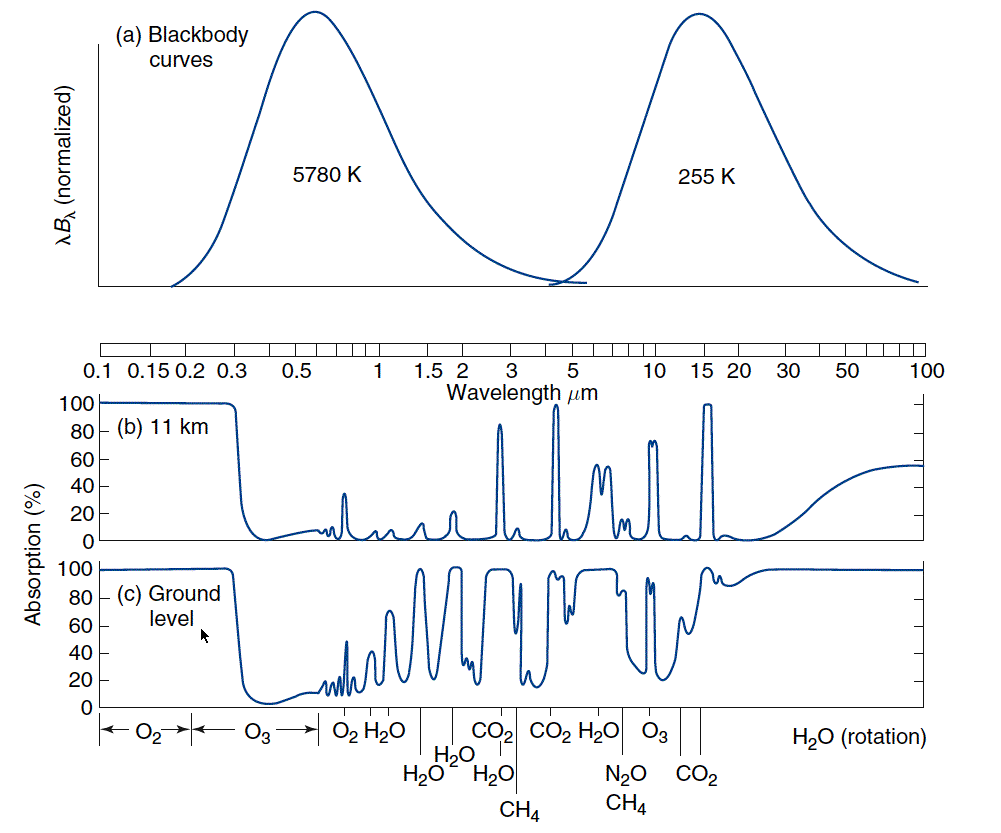 (a) Blackbody
curves
λBλ (normalized)
5780 K
255 K
0.1 0.15 0.2 0.3 0.5 1 1.5 2 3 5 10 15 20 30 50 100
Wavelength μm
Absorption (%)
100
80
60
40
20
0
(b) 11 km
100
80
60
40
20
0
(c) Ground
level
O2 O3 O2 H2O CO2 CO2 H2O O3 H2O (rotation)
H2O
H2O H2O N2O CO2
CH4 CH4